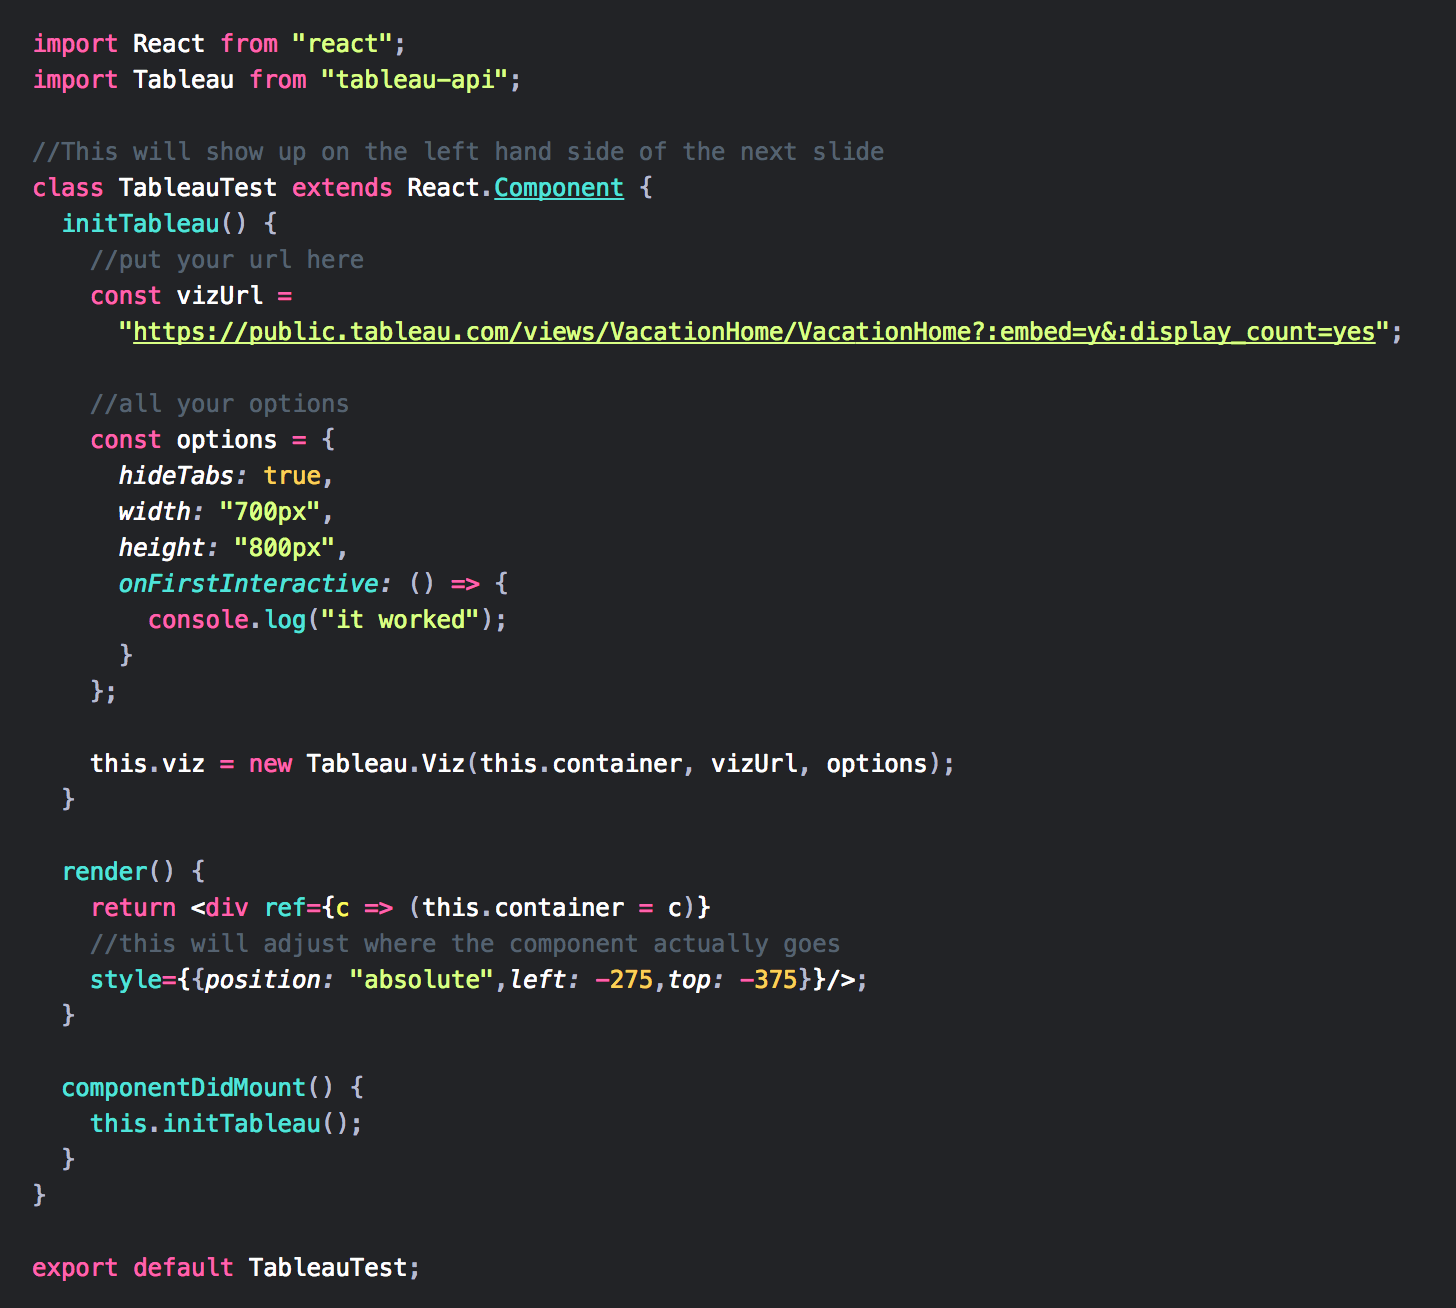 import React from "react";
import Tableau from "tableau-api";

//This will show up on the left hand side of the next slide
class TableauTest extends React.Component {
  initTableau() {
    //put your url here
    const vizUrl =
      "https://public.tableau.com/views/VacationHome/VacationHome?:embed=y&:display_count=yes";

    //all your options
    const options = {
      hideTabs: true,
      width: "700px",
      height: "800px",
      onFirstInteractive: () => {
        console.log("it worked");
      }
    };

    this.viz = new Tableau.Viz(this.container, vizUrl, options);
  }

  render() {
    return <div ref={c => (this.container = c)}
    //this will adjust where the component actually goes
    style={{position: "absolute",left: -275,top: -375}}/>;
  }

  componentDidMount() {
    this.initTableau();
  }
}

export default TableauTest;